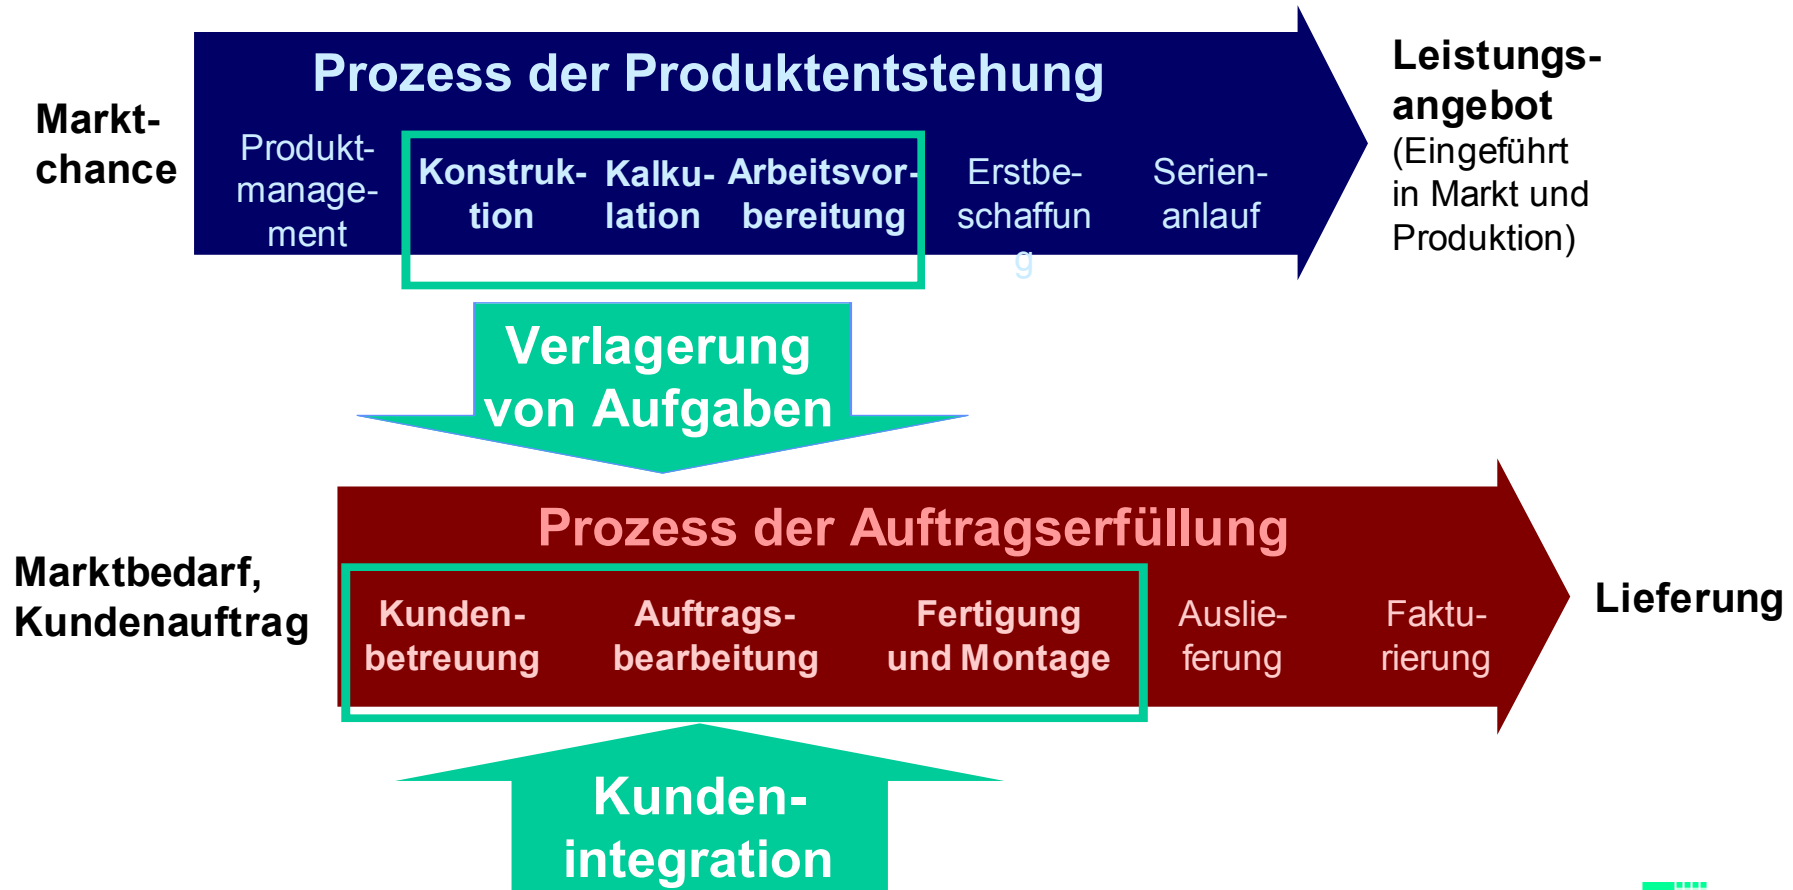 Prozess der Produktentstehung
Markt-
chance
Produkt-
manage-
ment
Konstruk-
tion
Kalku-
lation
Arbeitsvor-
bereitung
Erstbe-
schaffun
g
Serien-
anlauf
Leistungs-
angebot
(Eingeführt
in Markt und
Produktion)
Verlagerung
von Aufgaben
Prozess der Auftragserfüllung
Marktbedarf,
Kundenauftrag
Kunden-
betreuung
Auftrags-
bearbeitung
Fertigung
und Montage
Auslie-
ferung
Faktu-
rierung
Lieferung
Kunden-
integration